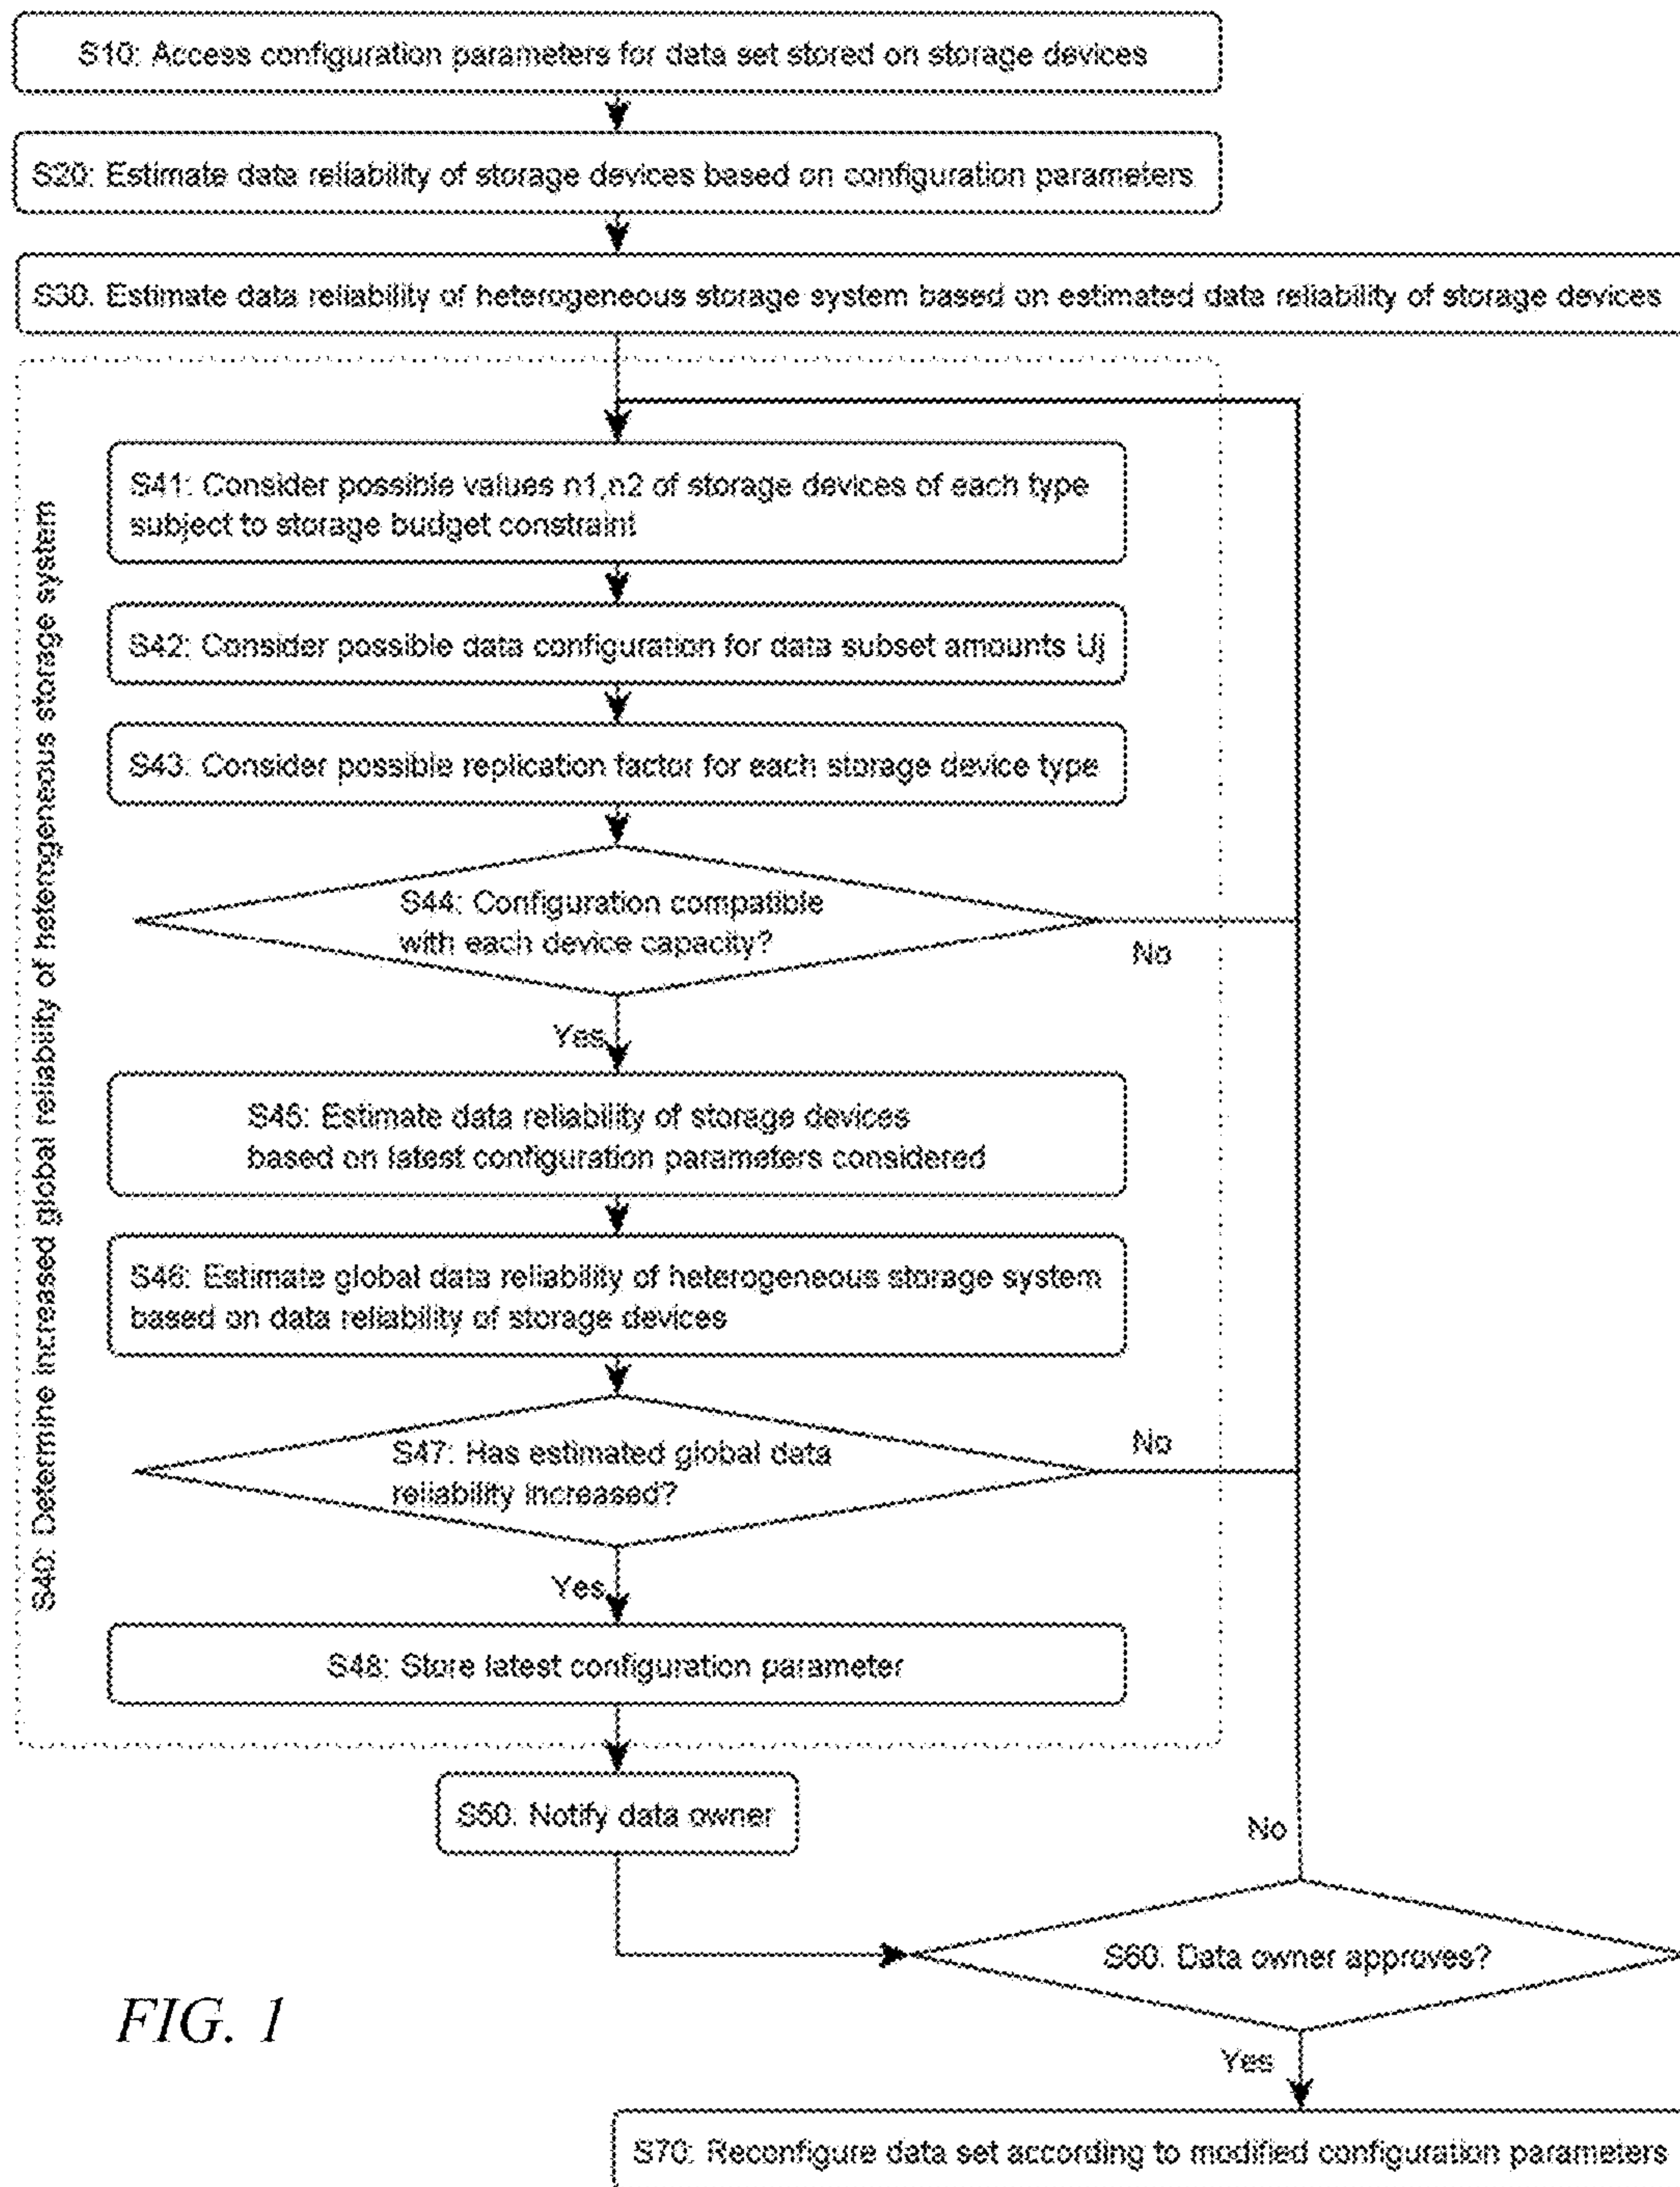 S10: Access configuration parameters for data set stored on storage devices
S20: Estimate data reliability of storage devices based on configuration parameters
S30. Estimate data reliability of heterogeneous storage system based on estimated data reliability of storage devices
S40: Determine increased global reliability of heterogeneous storage system
S41: Consider possible values n1,n2 of storage devices of each type
subject to storage budget constraint
S42: Consider possible data configuration for data subset amounts Uj
S43: Consider possible replication factor for each storage device type
S44: Configuration compatible
with each device capacity?
No
Yes
S45: Estimate data reliability of storage devices
based on latest configuration parameters considered
S46: Estimate global data reliability of heterogeneous storage system
based on data reliability of storage devices
S47: Has estimated global data
reliability increased?
No
Yes
S48: Store latest configuration parameter
S50: Notify data owner
No
S60. Data owner approves?
Yes
S70: Reconfigure data set according to modified configuration parameters
FIG. 1